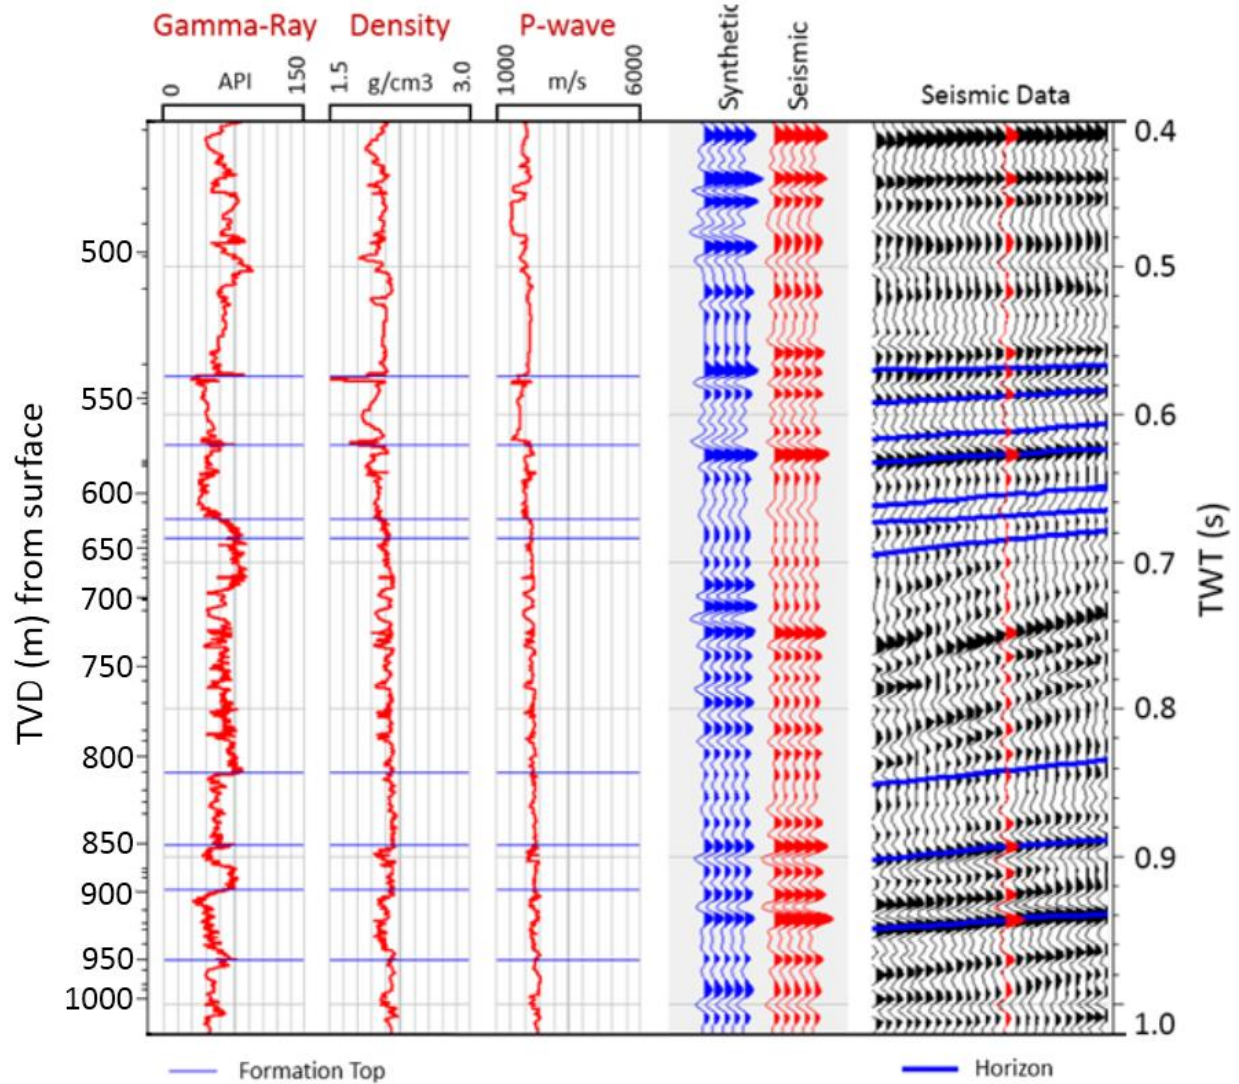 Gamma-Ray Density P-wave
0 API 150 1.5 g/cm3 3.0 1000 m/s 6000
Synthetic
Seismic
Seismic Data
TVD (m) from surface
500
550
600
650
700
750
800
850
900
950
1000
0.4
0.5
0.6
0.7
0.8
0.9
1.0
TWT (s)
Formation Top
Horizon